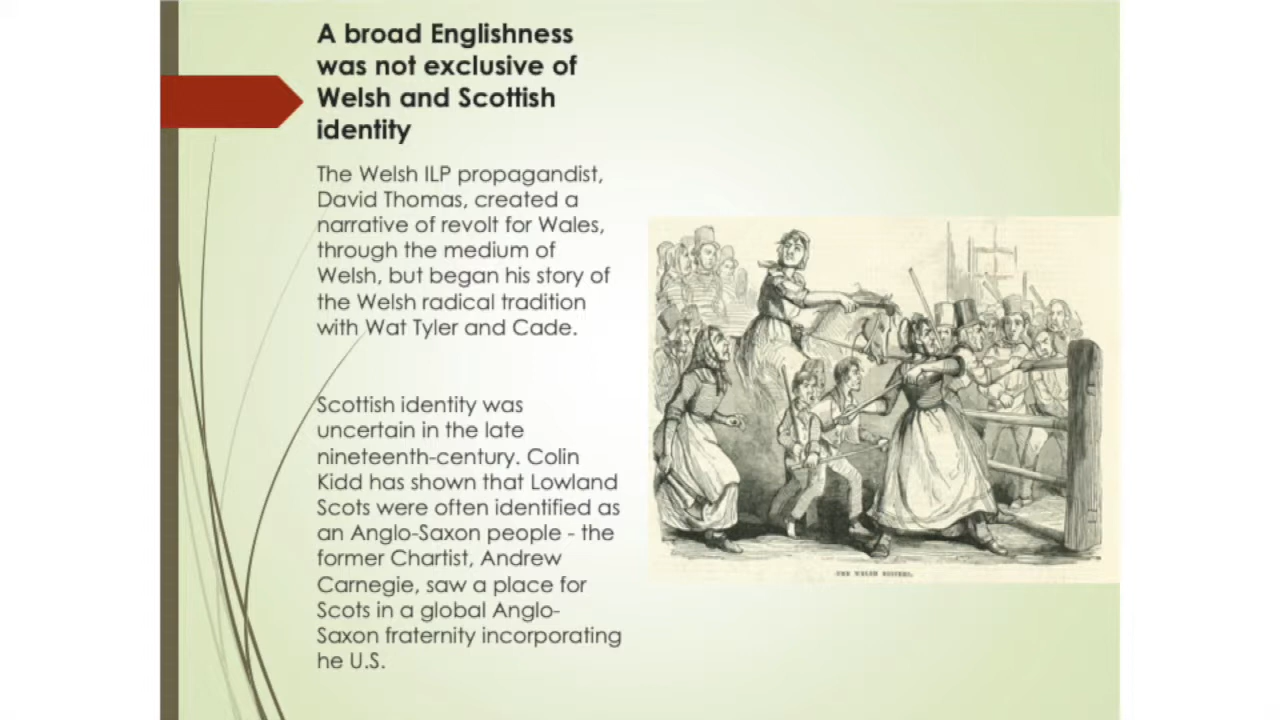 A broad Englishness
was not exclusive of
Welsh and Scottish
identity
The Welsh ILP propagandist,
David Thomas, created a
narrative of revolt for Wales,
through the medium of
Welsh, but began his story of
the Welsh radical tradition
with Wat Tyler and Cade.
Scottish identity was
uncertain in the late
nineteenth-century. Colin
Kidd has shown that Lowland
Scots were often identified as
an Anglo-Saxon people - the
former Chartist, Andrew
Carnegie, saw a place for
Scots in a global Anglo-
Saxon fraternity incorporating
he U.S.
THE WELSH RIOTERS.